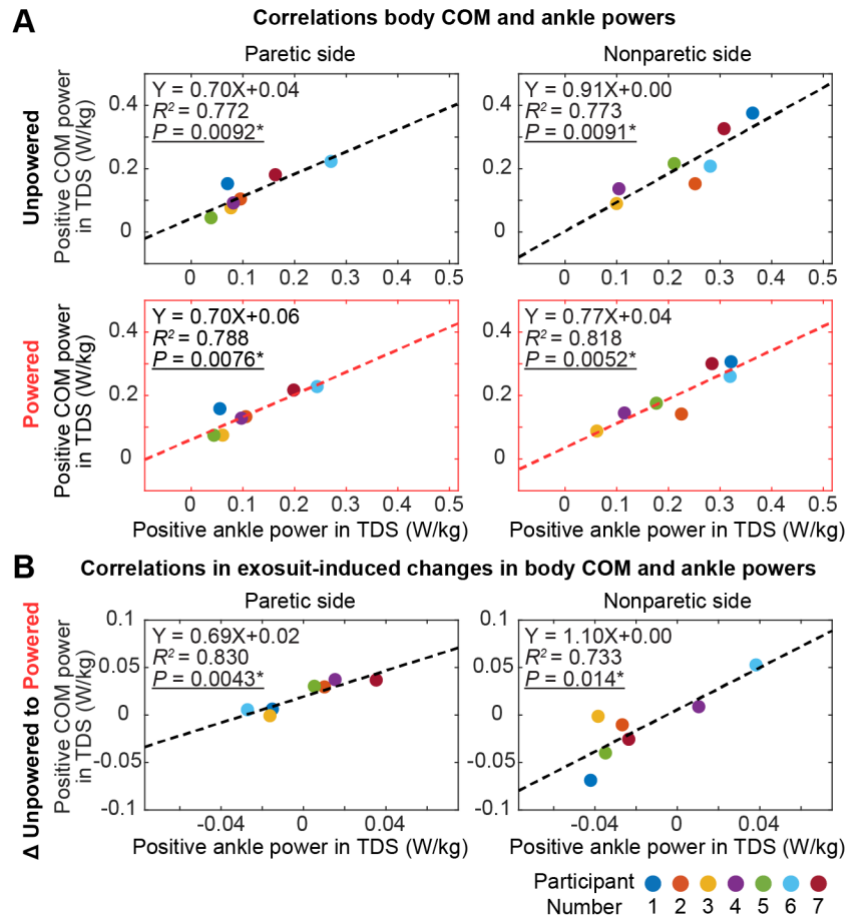 A
Correlations body COM and ankle powers
Paretic side
Nonparetic side
Unpowered
Positive COM power
in TDS (W/kg)
Y = 0.70X+0.04
R² = 0.772
P = 0.0092*
0.4
0.2
0
0 0.1 0.2 0.3 0.4 0.5
Y = 0.91X+0.00
R² = 0.773
P = 0.0091*
0.4
0.2
0
0 0.1 0.2 0.3 0.4 0.5
Powered
Positive COM power
in TDS (W/kg)
Y = 0.70X+0.06
R² = 0.788
P = 0.0076*
0.4
0.2
0
0 0.1 0.2 0.3 0.4 0.5
Positive ankle power in TDS (W/kg)
Y = 0.77X+0.04
R² = 0.818
P = 0.0052*
0.4
0.2
0
0 0.1 0.2 0.3 0.4 0.5
Positive ankle power in TDS (W/kg)
B
Correlations in exosuit-induced changes in body COM and ankle powers
Paretic side
Nonparetic side
Δ Unpowered to Powered
Positive COM power
in TDS (W/kg)
Y = 0.69X+0.02
R² = 0.830
P = 0.0043*
0.1
0.05
0
-0.05
-0.1
-0.04 0 0.04
Positive ankle power in TDS (W/kg)
Y = 1.10X+0.00
R² = 0.733
P = 0.014*
0.1
0.05
0
-0.05
-0.1
-0.04 0 0.04
Positive ankle power in TDS (W/kg)
Participant
Number 1 2 3 4 5 6 7